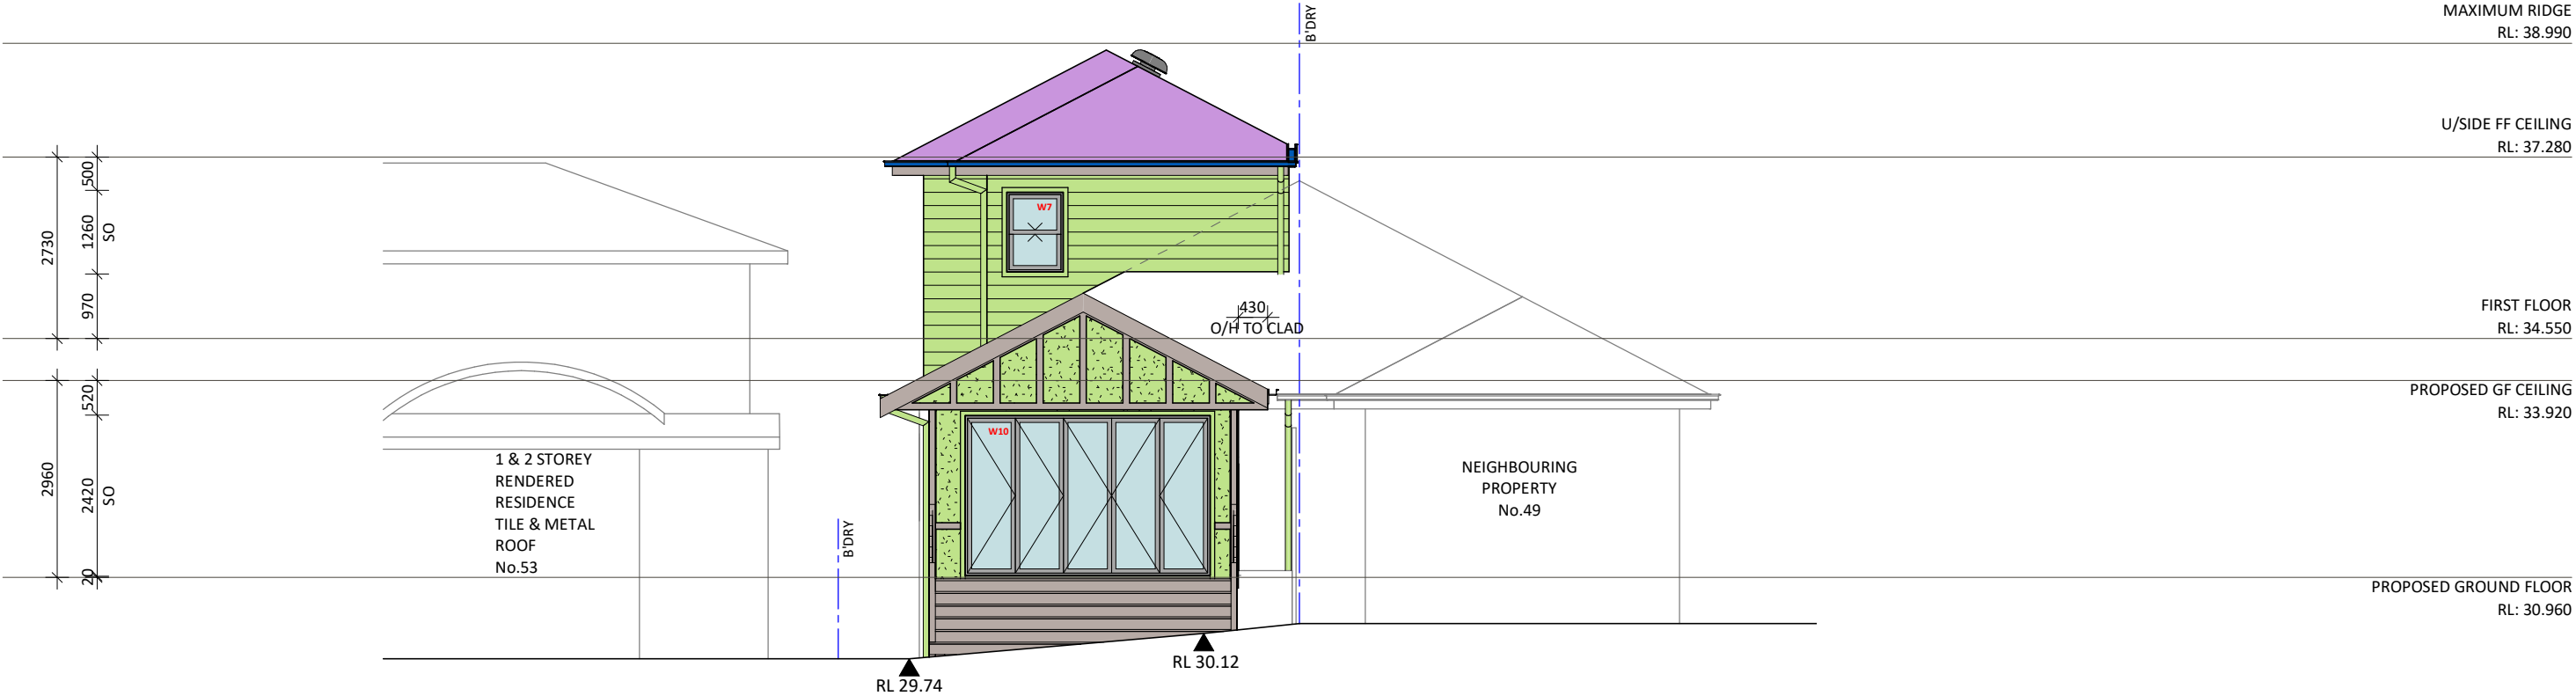 MAXIMUM RIDGE
RL: 38.990
B'DRY
U/SIDE FF CEILING
RL: 37.280
500
1260
SO
2730
970
W7
430
O/H TO CLAD
FIRST FLOOR
RL: 34.550
PROPOSED GF CEILING
RL: 33.920
520
2960
2420
SO
20
W10
1 & 2 STOREY
RENDERED
RESIDENCE
TILE & METAL
ROOF
No.53
B'DRY
NEIGHBOURING
PROPERTY
No.49
PROPOSED GROUND FLOOR
RL: 30.960
RL 30.12
RL 29.74